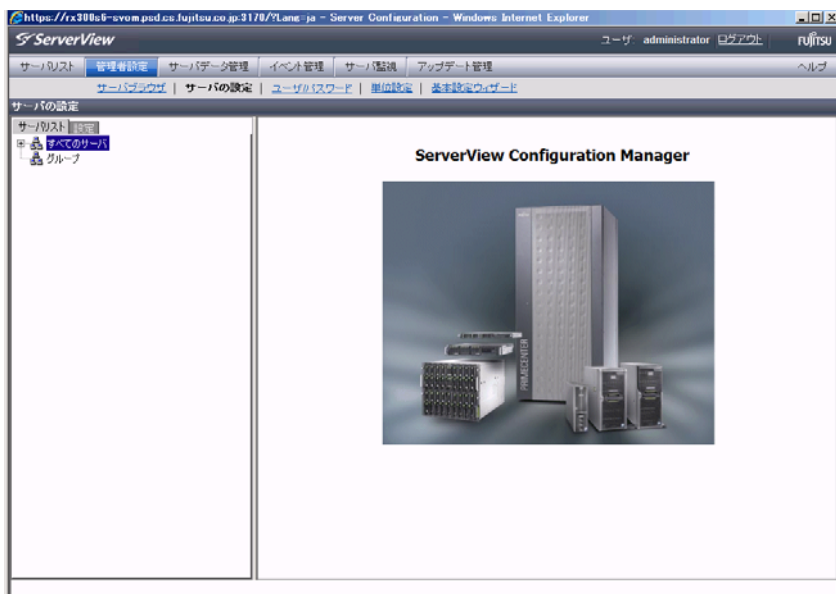 https://rx300s6-svom.psd.cs.fujitsu.co.jp:3170/?Lang=ja - Server Configuration - Windows Internet Explorer
ServerView ユーザ: administrator ログアウト FUJITSU
サーバリスト 管理者設定 サーバデータ管理 イベント管理 サーバ監視 アップデート管理 ヘルプ
サーバブラウザ | サーバの設定 | ユーザ/パスワード | 単位設定 | 基本設定ウィザード
サーバの設定
サーバリスト 設定
すべてのサーバ
グループ
ServerView Configuration Manager
PRIMECENTER